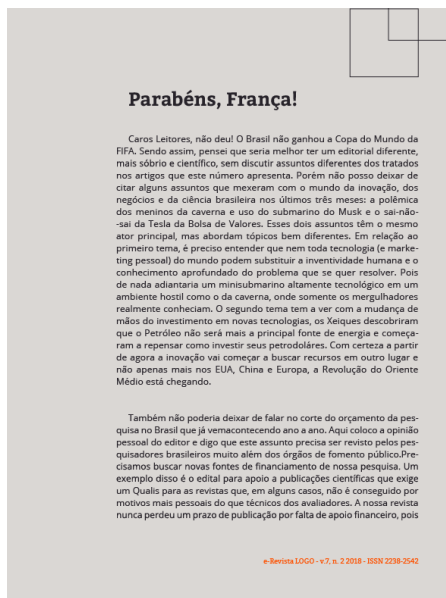 Parabéns, França!
Caros Leitores, não deu! O Brasil não ganhou a Copa do Mundo da
FIFA. Sendo assim, pensei que seria melhor ter um editorial diferente,
mais sóbrio e científico, sem discutir assuntos diferentes dos tratados
nos artigos que este número apresenta. Porém não posso deixar de
citar alguns assuntos que mexeram com o mundo da inovação, dos
negócios e da ciência brasileira nos últimos três meses: a polêmica
dos meninos da caverna e uso do submarino do Musk e o sai-não-
-sai da Tesla da Bolsa de Valores. Esses dois assuntos têm o mesmo
ator principal, mas abordam tópicos bem diferentes. Em relação ao
primeiro tema, é preciso entender que nem toda tecnologia (e marke-
ting pessoal) do mundo podem substituir a inventividade humana e o
conhecimento aprofundado do problema que se quer resolver. Pois
de nada adiantaria um minisubmarino altamente tecnológico em um
ambiente hostil como o da caverna, onde somente os mergulhadores
realmente conheciam. O segundo tema tem a ver com a mudança de
mãos do investimento em novas tecnologias, os Xeiques descobriram
que o Petróleo não será mais a principal fonte de energia e começa-
ram a repensar como investir seus petrodoláres. Com certeza a partir
de agora a inovação vai começar a buscar recursos em outro lugar e
não apenas mais nos EUA, China e Europa, a Revolução do Oriente
Médio está chegando.
Também não poderia deixar de falar no corte do orçamento da pes-
quisa no Brasil que já vemacontecendo ano a ano. Aqui coloco a opinião
pessoal do editor e digo que este assunto precisa ser revisto pelos pes-
quisadores brasileiros muito além dos órgãos de fomento público.Pre-
cisamos buscar novas fontes de financiamento de nossa pesquisa. Um
exemplo disso é o edital para apoio a publicações científicas que exige
um Qualis para as revistas que, em alguns casos, não é conseguido por
motivos mais pessoais do que técnicos dos avaliadores. A nossa revista
nunca perdeu um prazo de publicação por falta de apoio financeiro, pois
e-Revista LOGO - v.7, n. 2 2018 - ISSN 2238-2542